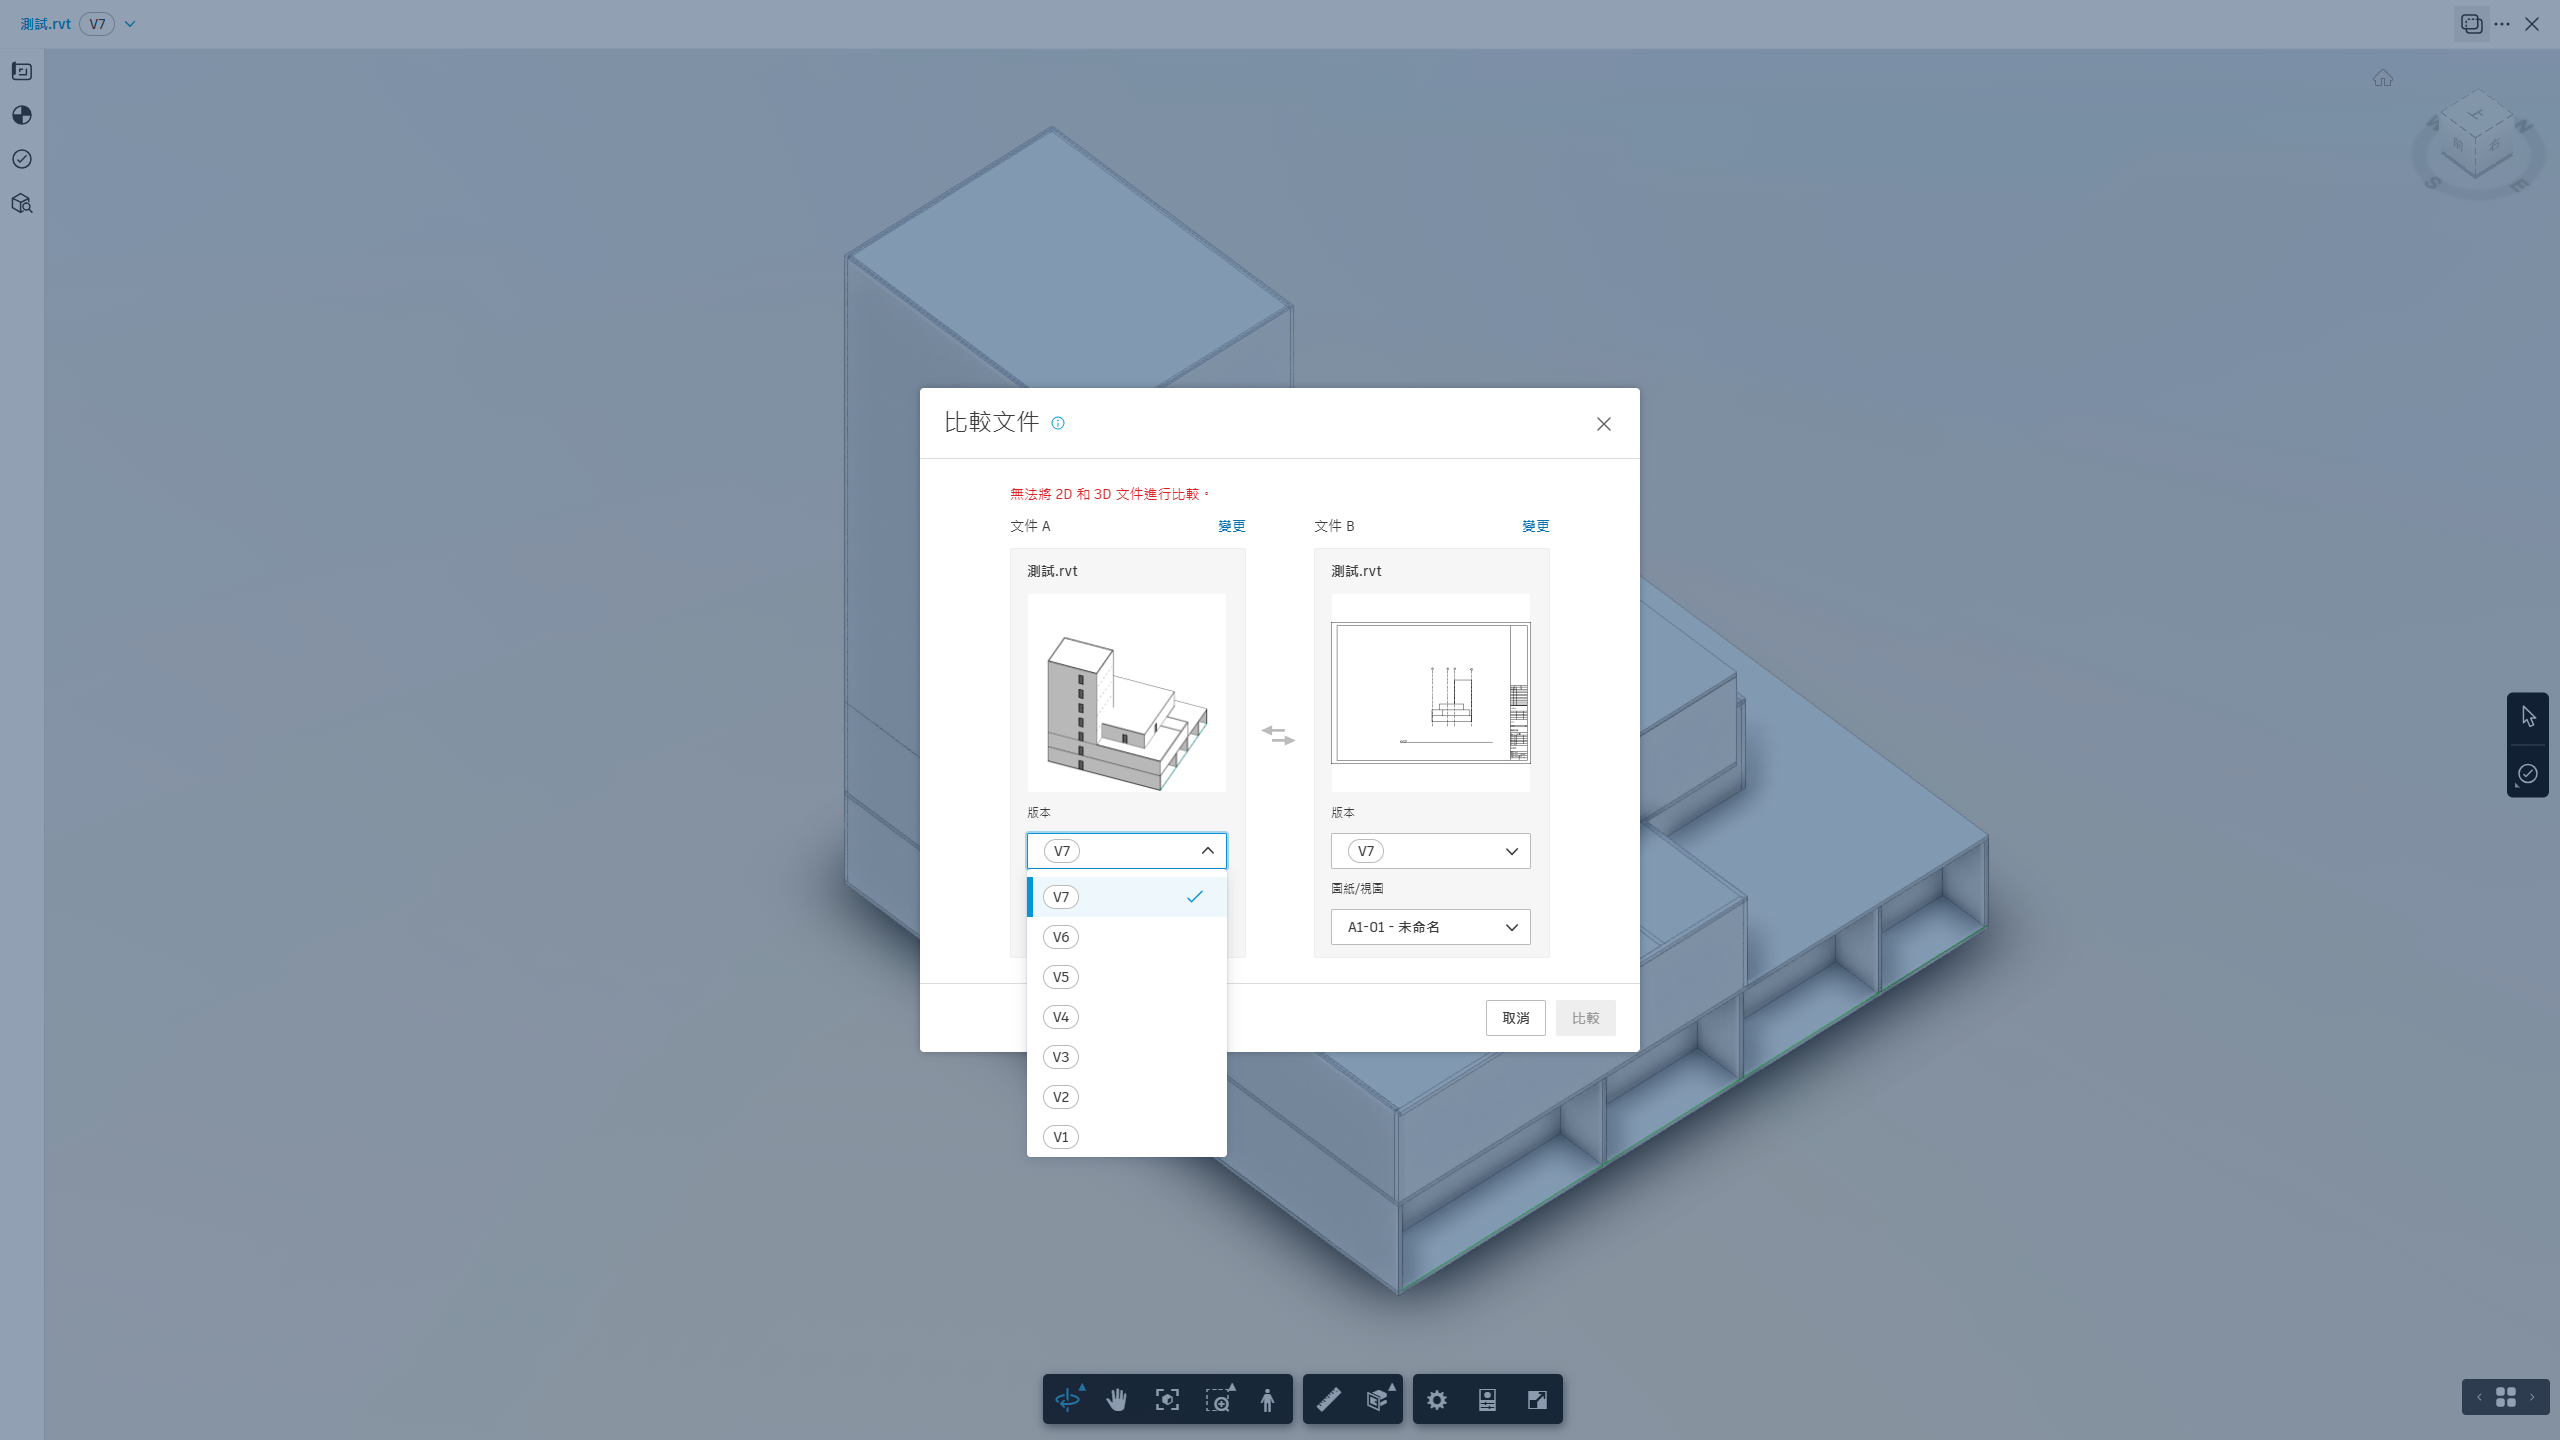 測試.rvt V7
比較文件
無法將 2D 和 3D 文件進行比較。
文件 A 變更
文件 B 變更
測試.rvt
測試.rvt
版本
版本
V7
V7
V7
V6
V5
V4
V3
V2
V1
圖紙/視圖
A1-01 - 未命名
取消 比較
上
前 右
W N
S E